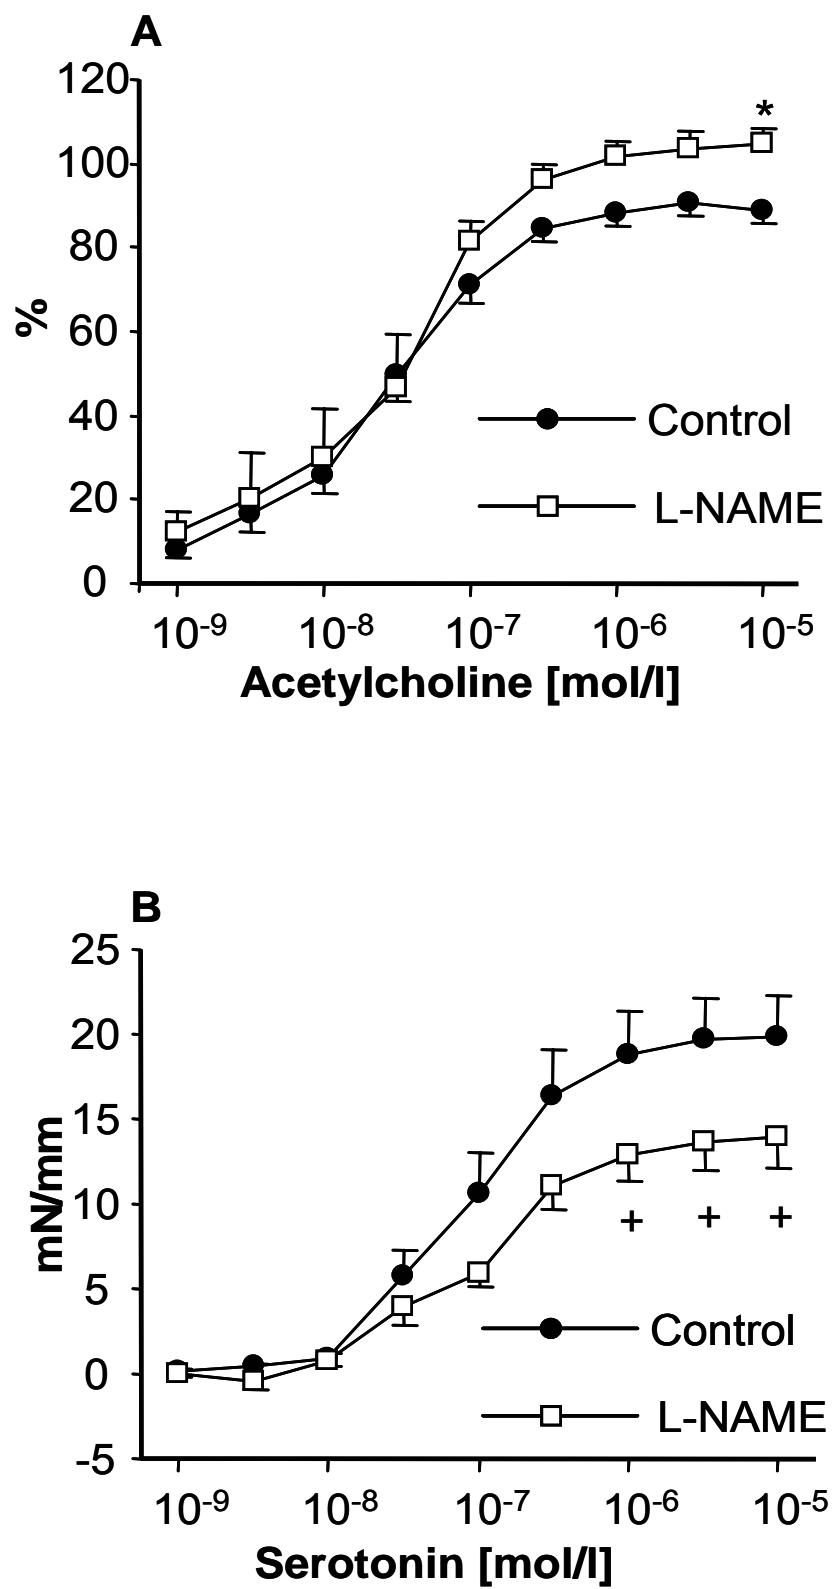 A
120
100
80
60
40
20
0
%
*
Control
L-NAME
10-9 10-8 10-7 10-6 10-5
Acetylcholine [mol/l]
B
25
20
15
10
5
0
-5
mN/mm
+ + +
Control
L-NAME
10-9 10-8 10-7 10-6 10-5
Serotonin [mol/l]